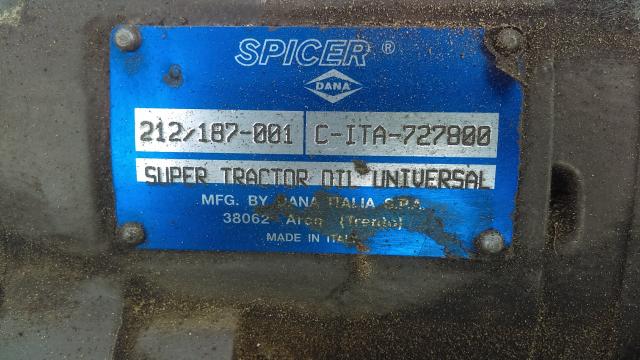 SPICER ®
DANA
212/187-001 C-ITA-727800
SUPER TRACTOR OIL UNIVERSAL
MFG. BY DANA ITALIA S.P.A.
38062 Arco (Trento)
MADE IN ITALY